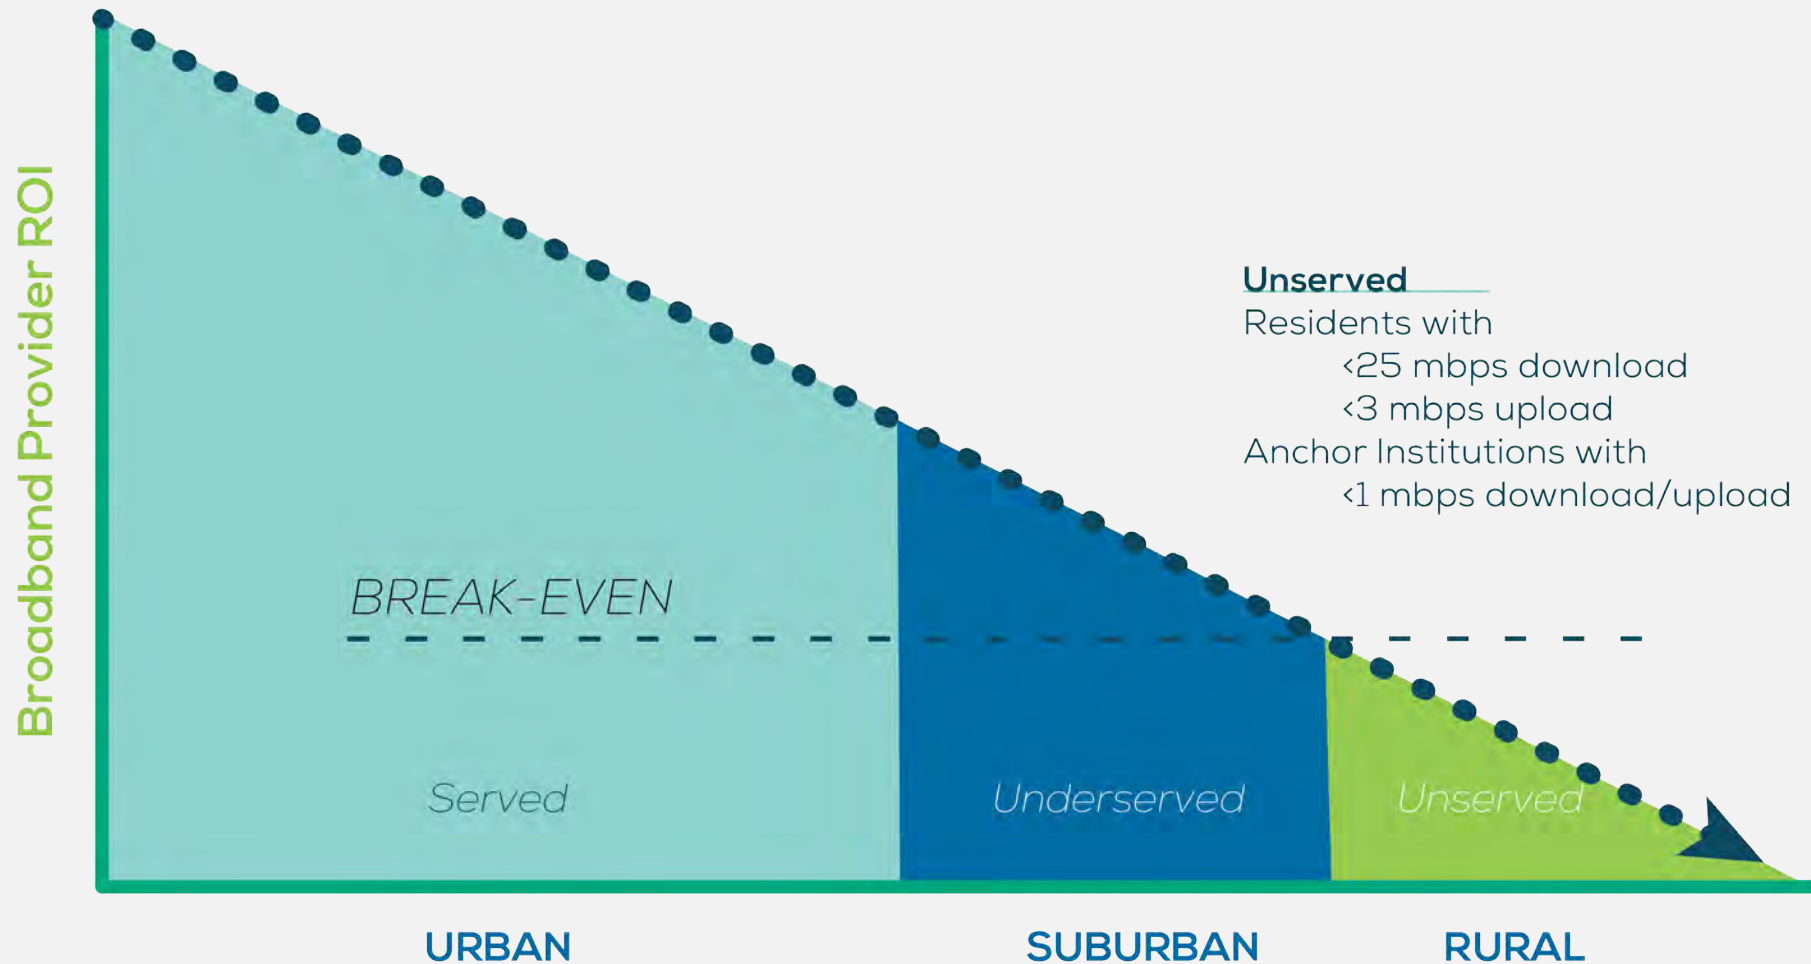 Broadband Provider ROI
Unserved
Residents with
<25 mbps download
<3 mbps upload
Anchor Institutions with
<1 mbps download/upload
BREAK-EVEN
Served
Underserved
Unserved
URBAN
SUBURBAN
RURAL